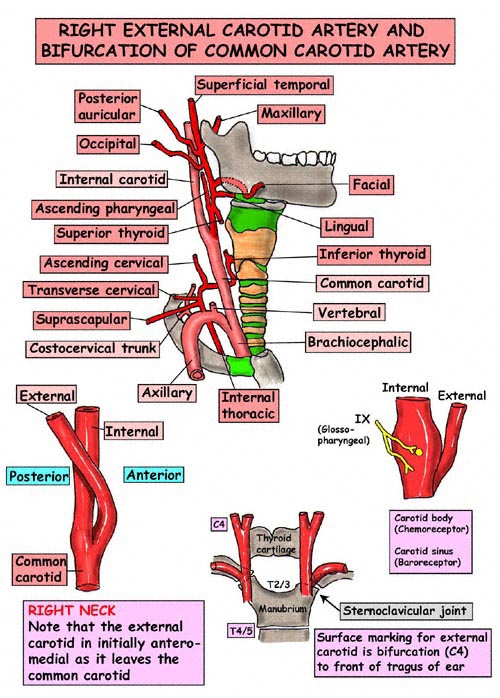 RIGHT EXTERNAL CAROTID ARTERY AND
BIFURCATION OF COMMON CAROTID ARTERY
Superficial temporal
Posterior
auricular
Maxillary
Occipital
Internal carotid
Facial
Ascending pharyngeal
Lingual
Superior thyroid
Inferior thyroid
Ascending cervical
Common carotid
Transverse cervical
Vertebral
Suprascapular
Brachiocephalic
Costocervical trunk
Axillary
Internal
thoracic
External
Internal
Posterior
Anterior
Common
carotid
RIGHT NECK
Note that the external
carotid in initially antero-
medial as it leaves the
common carotid
Internal
External
IX
(Glosso-
pharyngeal)
Carotid body
(Chemoreceptor)
Carotid sinus
(Baroreceptor)
C4
Thyroid
cartilage
T2/3
Manubrium
T4/5
Sternoclavicular joint
Surface marking for external
carotid is bifurcation (C4)
to front of tragus of ear